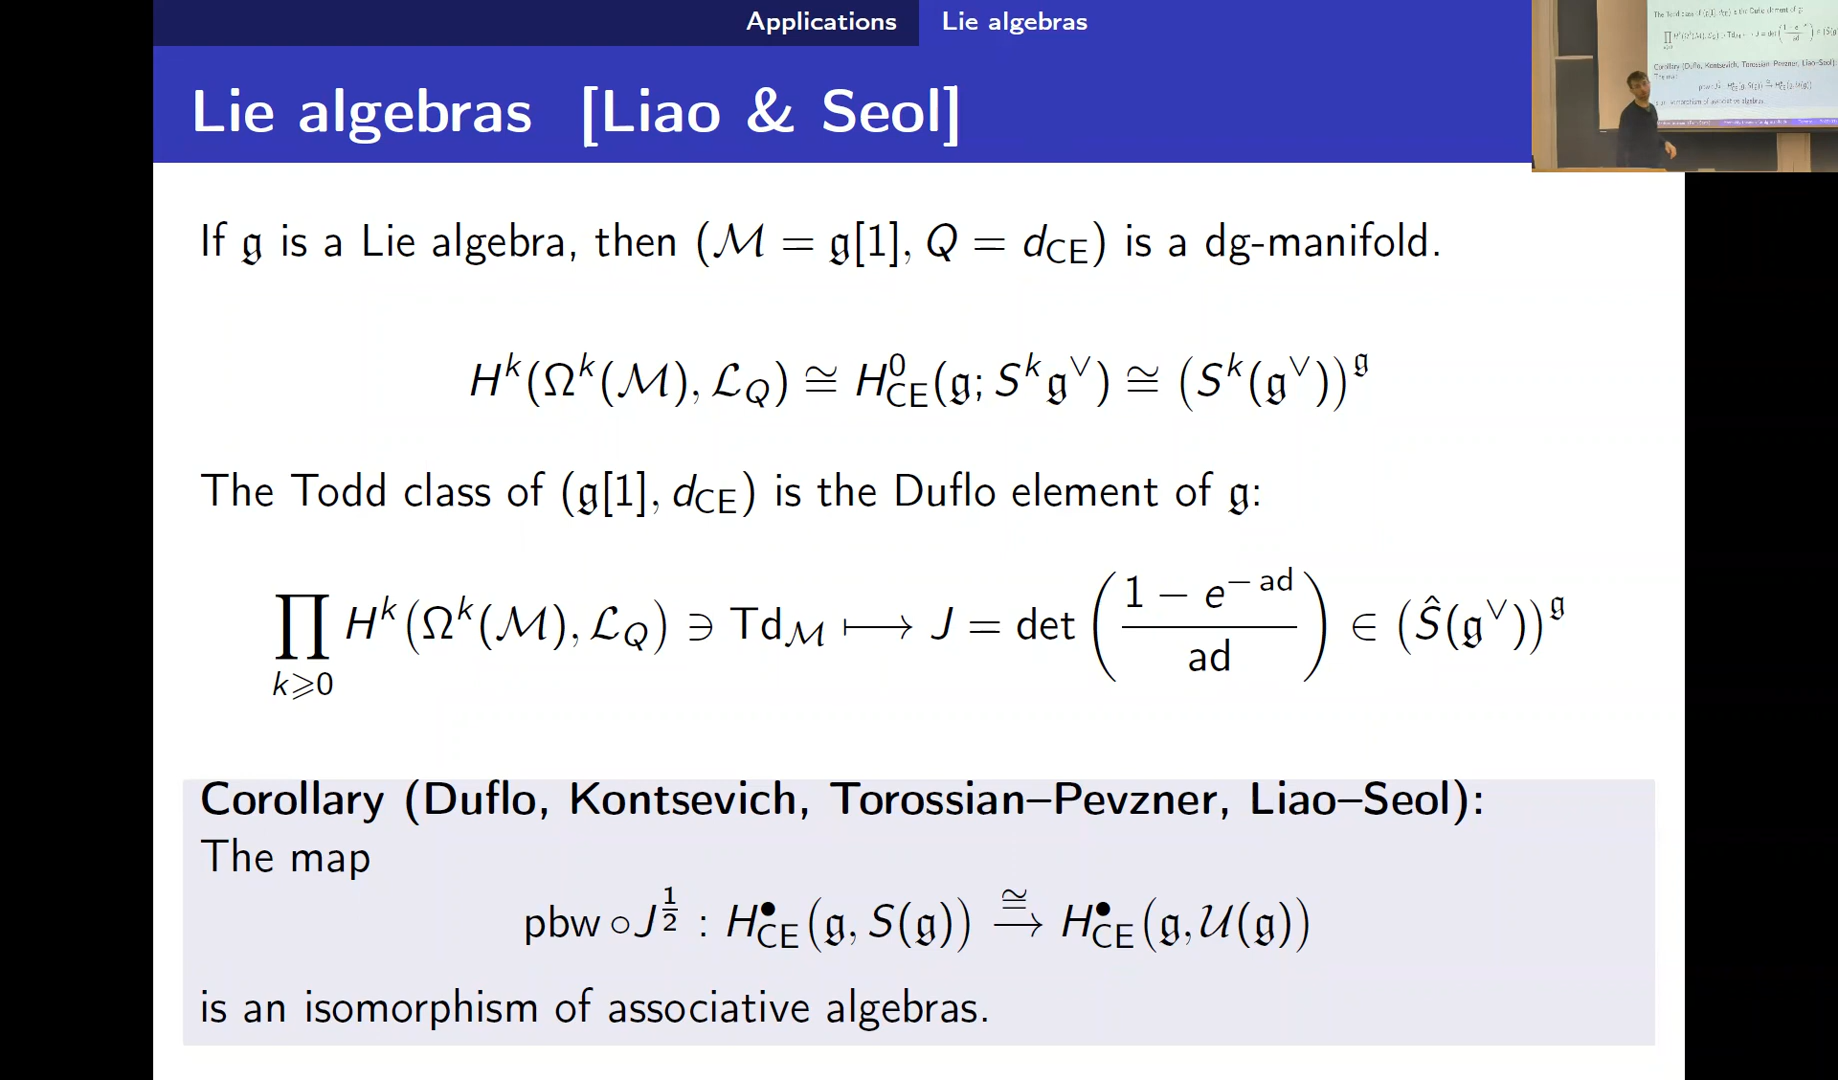 Applications Lie algebras
Lie algebras [Liao & Seol]
If 𝔤 is a Lie algebra, then (ℳ = 𝔤[1], Q = d_CE) is a dg-manifold.
H^k(Ω^k(ℳ), ℒ_Q) ≅ H^0_CE(𝔤; S^k 𝔤^∨) ≅ (S^k(𝔤^∨))^𝔤
The Todd class of (𝔤[1], d_CE) is the Duflo element of 𝔤:
∏_{k⩾0} H^k(Ω^k(ℳ), ℒ_Q) ∋ Td_ℳ ⟼ J = det((1 − e^{− ad})/ad) ∈ (Ŝ(𝔤^∨))^𝔤
Corollary (Duflo, Kontsevich, Torossian–Pevzner, Liao–Seol):
The map
pbw ∘ J^{1/2} : H^•_CE(𝔤, S(𝔤)) ≅→ H^•_CE(𝔤, 𝒰(𝔤))
is an isomorphism of associative algebras.